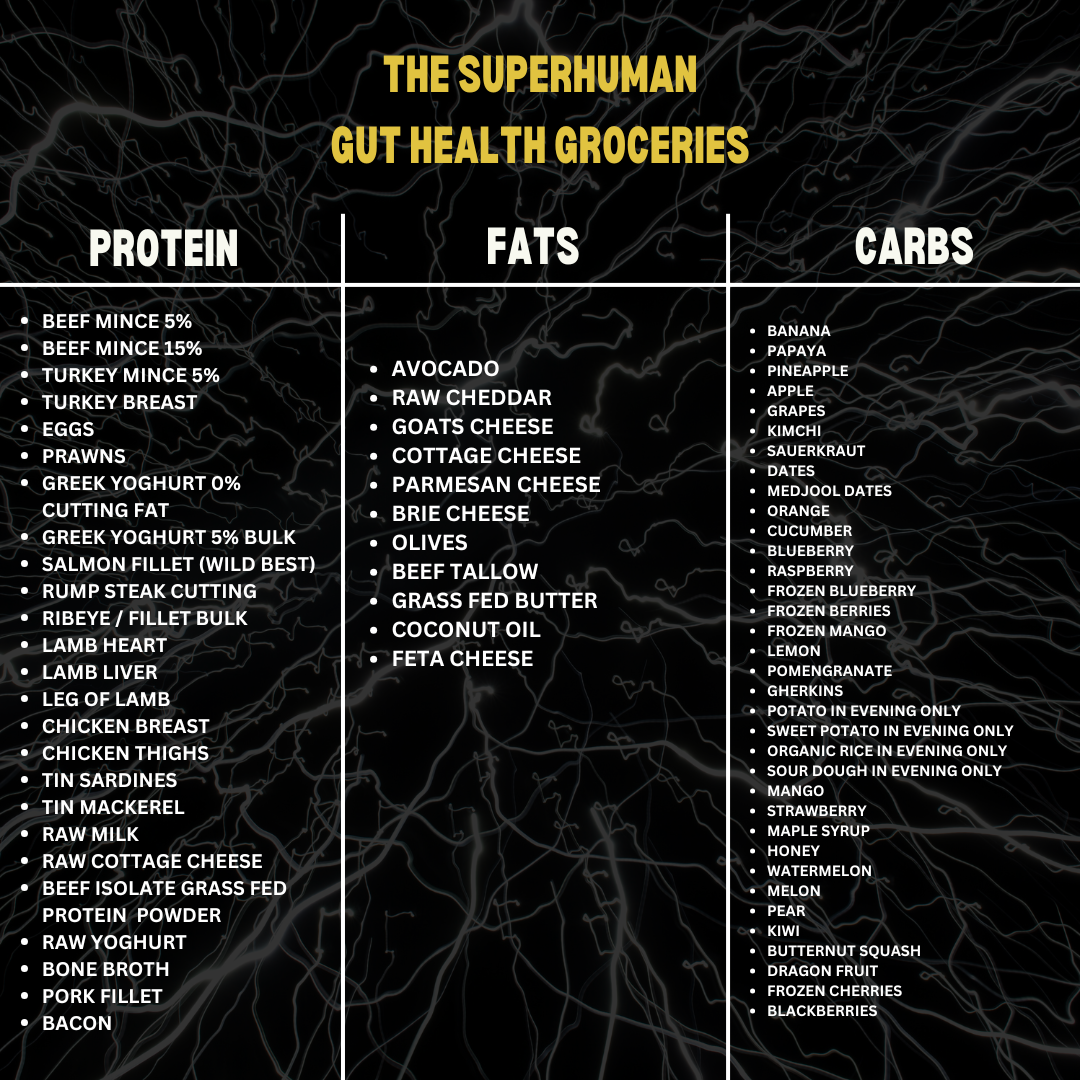 THE SUPERHUMAN
GUT HEALTH GROCERIES
PROTEIN
BEEF MINCE 5%
BEEF MINCE 15%
TURKEY MINCE 5%
TURKEY BREAST
EGGS
PRAWNS
GREEK YOGHURT 0%
CUTTING FAT
GREEK YOGHURT 5% BULK
SALMON FILLET (WILD BEST)
RUMP STEAK CUTTING
RIBEYE / FILLET BULK
LAMB HEART
LAMB LIVER
LEG OF LAMB
CHICKEN BREAST
CHICKEN THIGHS
TIN SARDINES
TIN MACKEREL
RAW MILK
RAW COTTAGE CHEESE
BEEF ISOLATE GRASS FED
PROTEIN POWDER
RAW YOGHURT
BONE BROTH
PORK FILLET
BACON
FATS
AVOCADO
RAW CHEDDAR
GOATS CHEESE
COTTAGE CHEESE
PARMESAN CHEESE
BRIE CHEESE
OLIVES
BEEF TALLOW
GRASS FED BUTTER
COCONUT OIL
FETA CHEESE
CARBS
BANANA
PAPAYA
PINEAPPLE
APPLE
GRAPES
KIMCHI
SAUERKRAUT
DATES
MEDJOOL DATES
ORANGE
CUCUMBER
BLUEBERRY
RASPBERRY
FROZEN BLUEBERRY
FROZEN BERRIES
FROZEN MANGO
LEMON
POMENGRANATE
GHERKINS
POTATO IN EVENING ONLY
SWEET POTATO IN EVENING ONLY
ORGANIC RICE IN EVENING ONLY
SOUR DOUGH IN EVENING ONLY
MANGO
STRAWBERRY
MAPLE SYRUP
HONEY
WATERMELON
MELON
PEAR
KIWI
BUTTERNUT SQUASH
DRAGON FRUIT
FROZEN CHERRIES
BLACKBERRIES